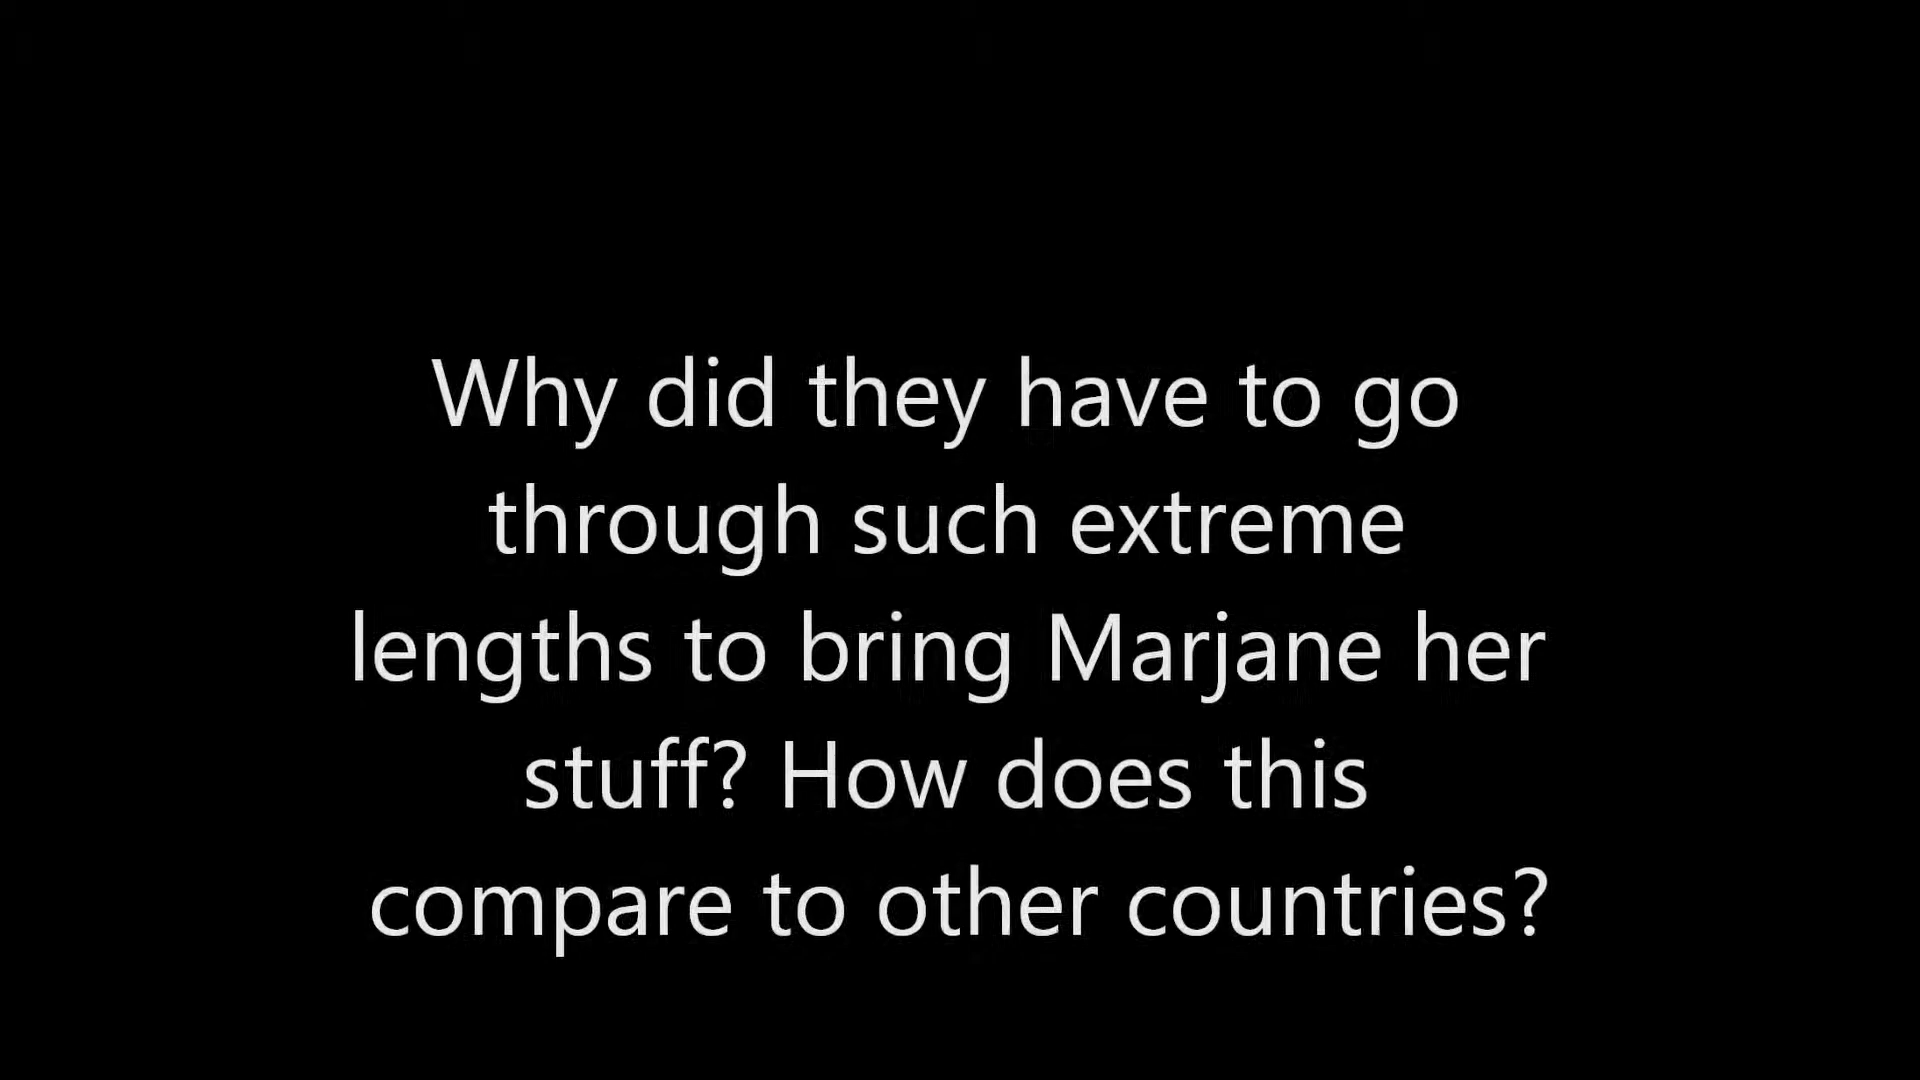 Why did they have to go
through such extreme
lengths to bring Marjane her
stuff? How does this
compare to other countries?